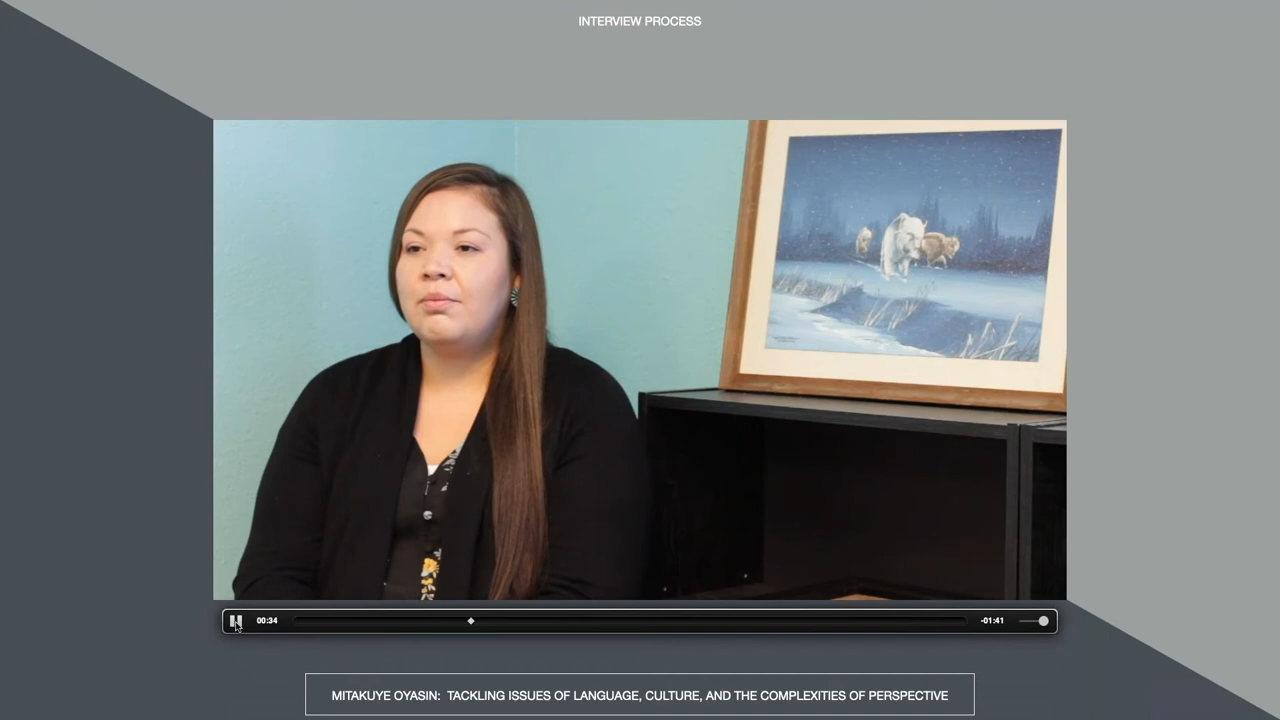 INTERVIEW PROCESS
00:34
-01:41
MITAKUYE OYASIN: TACKLING ISSUES OF LANGUAGE, CULTURE, AND THE COMPLEXITIES OF PERSPECTIVE